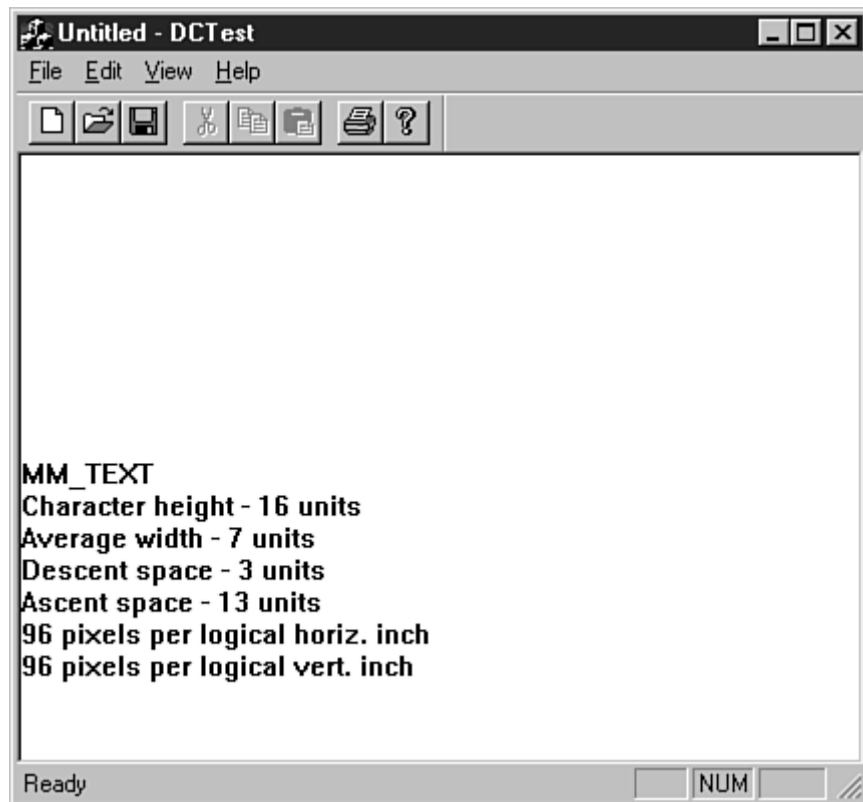 Untitled - DCTest
File Edit View Help
MM_TEXT
Character height - 16 units
Average width - 7 units
Descent space - 3 units
Ascent space - 13 units
96 pixels per logical horiz. inch
96 pixels per logical vert. inch
Ready NUM